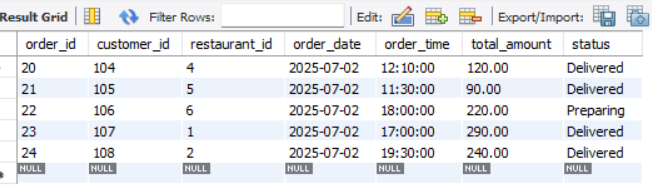 Result Grid Filter Rows: Edit: Export/Import:
order_id customer_id restaurant_id order_date order_time total_amount status
20 104 4 2025-07-02 12:10:00 120.00 Delivered
21 105 5 2025-07-02 11:30:00 90.00 Delivered
22 106 6 2025-07-02 18:00:00 220.00 Preparing
23 107 1 2025-07-02 17:00:00 290.00 Delivered
24 108 2 2025-07-02 19:30:00 240.00 Delivered
NULL NULL NULL NULL NULL NULL NULL